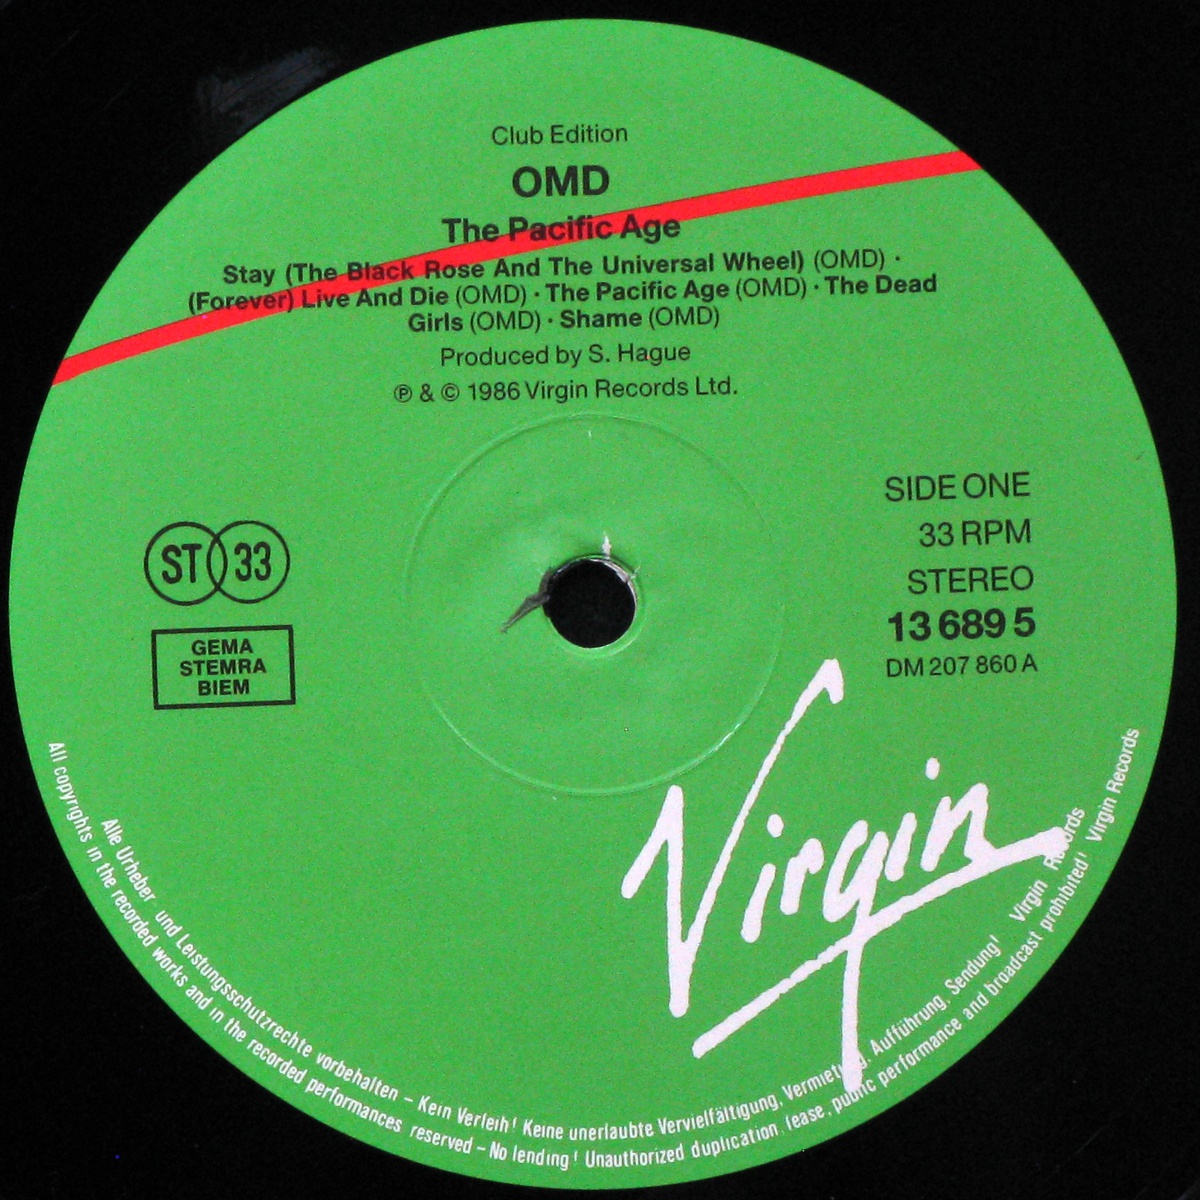 Club Edition
OMD
The Pacific Age
Stay (The Black Rose And The Universal Wheel) (OMD) ·
(Forever) Live And Die (OMD) · The Pacific Age (OMD) · The Dead
Girls (OMD) · Shame (OMD)
Produced by S. Hague
℗ & © 1986 Virgin Records Ltd.
SIDE ONE
33 RPM
STEREO
13 689 5
DM 207 860 A
ST 33
GEMA
STEMRA
BIEM
Virgin
Alle Urheber und Leistungsschutzrechte vorbehalten – Kein Verleih! Keine unerlaubte Vervielfältigung, Vermietung, Aufführung, Sendung! Virgin Records
All copyrights in the recorded works and in the recorded performances reserved – No lending! Unauthorized duplication, lease, public performance and broadcast prohibited! Virgin Records